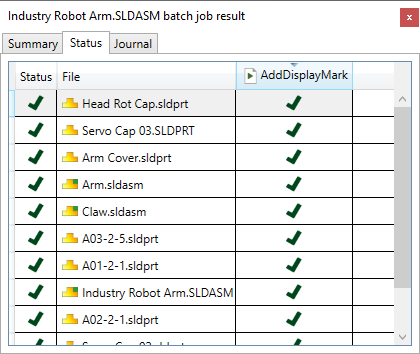 Industry Robot Arm.SLDASM batch job result
Summary Status Journal
Status File AddDisplayMark
Head Rot Cap.sldprt
Servo Cap 03.SLDPRT
Arm Cover.sldprt
Arm.sldasm
Claw.sldasm
A03-2-5.sldprt
A01-2-1.sldprt
Industry Robot Arm.SLDASM
A02-2-1.sldprt